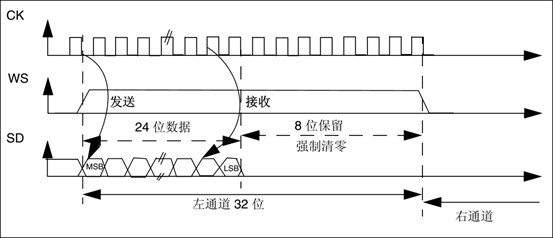 CK
WS
发送
接收
24 位数据
8 位保留
强制清零
SD
MSB
LSB
左通道 32 位
右通道